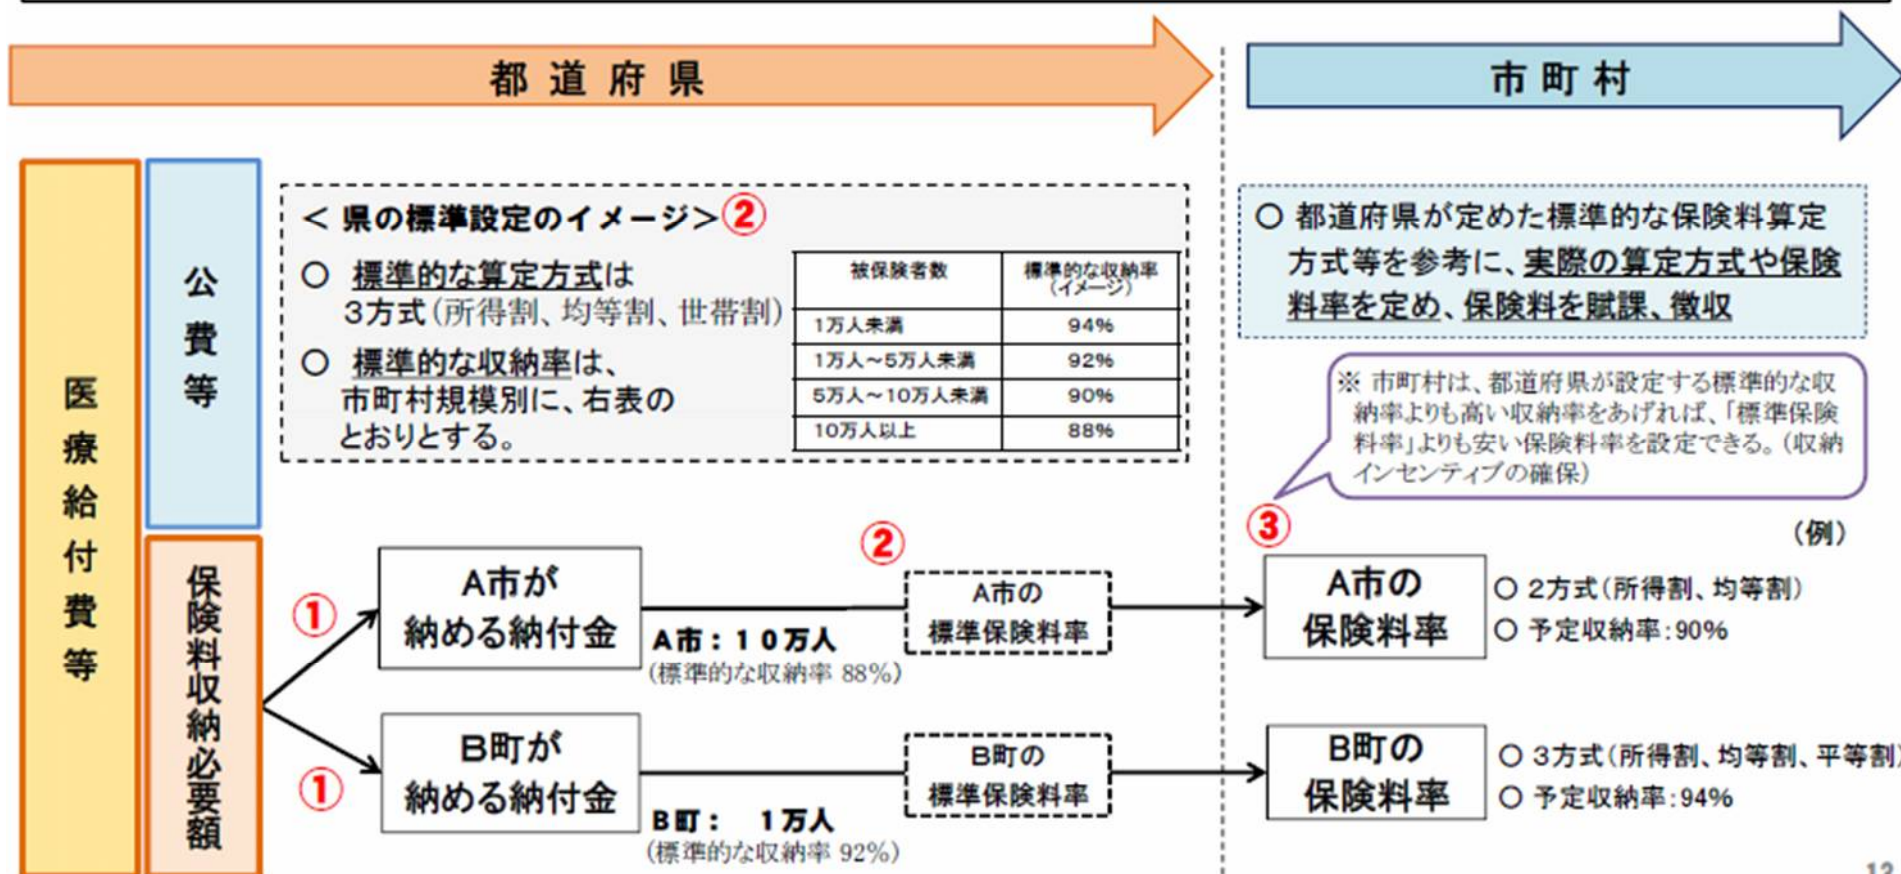 都道府県
市町村
医療給付費等
公費等
保険料収納必要額
＜ 県の標準設定のイメージ＞②
○ 標準的な算定方式は
３方式（所得割、均等割、世帯割）
○ 標準的な収納率は、
市町村規模別に、右表の
とおりとする。
被保険者数 標準的な収納率
（イメージ）
1万人未満 94%
1万人～5万人未満 92%
5万人～10万人未満 90%
10万人以上 88%
○ 都道府県が定めた標準的な保険料算定
方式等を参考に、実際の算定方式や保険
料率を定め、保険料を賦課、徴収
※ 市町村は、都道府県が設定する標準的な収
納率よりも高い収納率をあげれば、「標準保険
料率」よりも安い保険料率を設定できる。（収納
インセンティブの確保）
（例）
①
A市が
納める納付金
A市：１０万人
（標準的な収納率 88%）
②
A市の
標準保険料率
③
A市の
保険料率
○ 2方式（所得割、均等割）
○ 予定収納率：90%
①
B町が
納める納付金
B町： １万人
（標準的な収納率 92%）
B町の
標準保険料率
B町の
保険料率
○ 3方式（所得割、均等割、平等割）
○ 予定収納率：94%